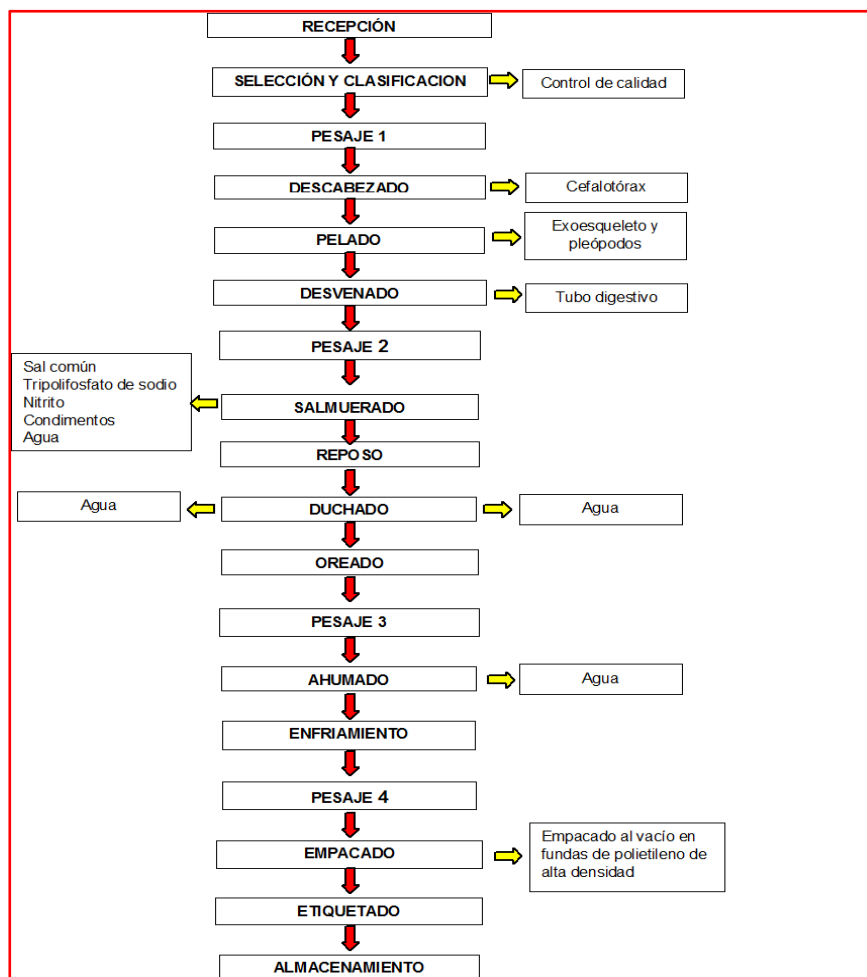 RECEPCIÓN
SELECCIÓN Y CLASIFICACION
Control de calidad
PESAJE 1
DESCABEZADO
Cefalotórax
PELADO
Exoesqueleto y
pleópodos
DESVENADO
Tubo digestivo
PESAJE 2
Sal común
Tripolifosfato de sodio
Nitrito
Condimentos
Agua
SALMUERADO
REPOSO
Agua
DUCHADO
Agua
OREADO
PESAJE 3
AHUMADO
Agua
ENFRIAMIENTO
PESAJE 4
EMPACADO
Empacado al vacío en
fundas de polietileno de
alta densidad
ETIQUETADO
ALMACENAMIENTO